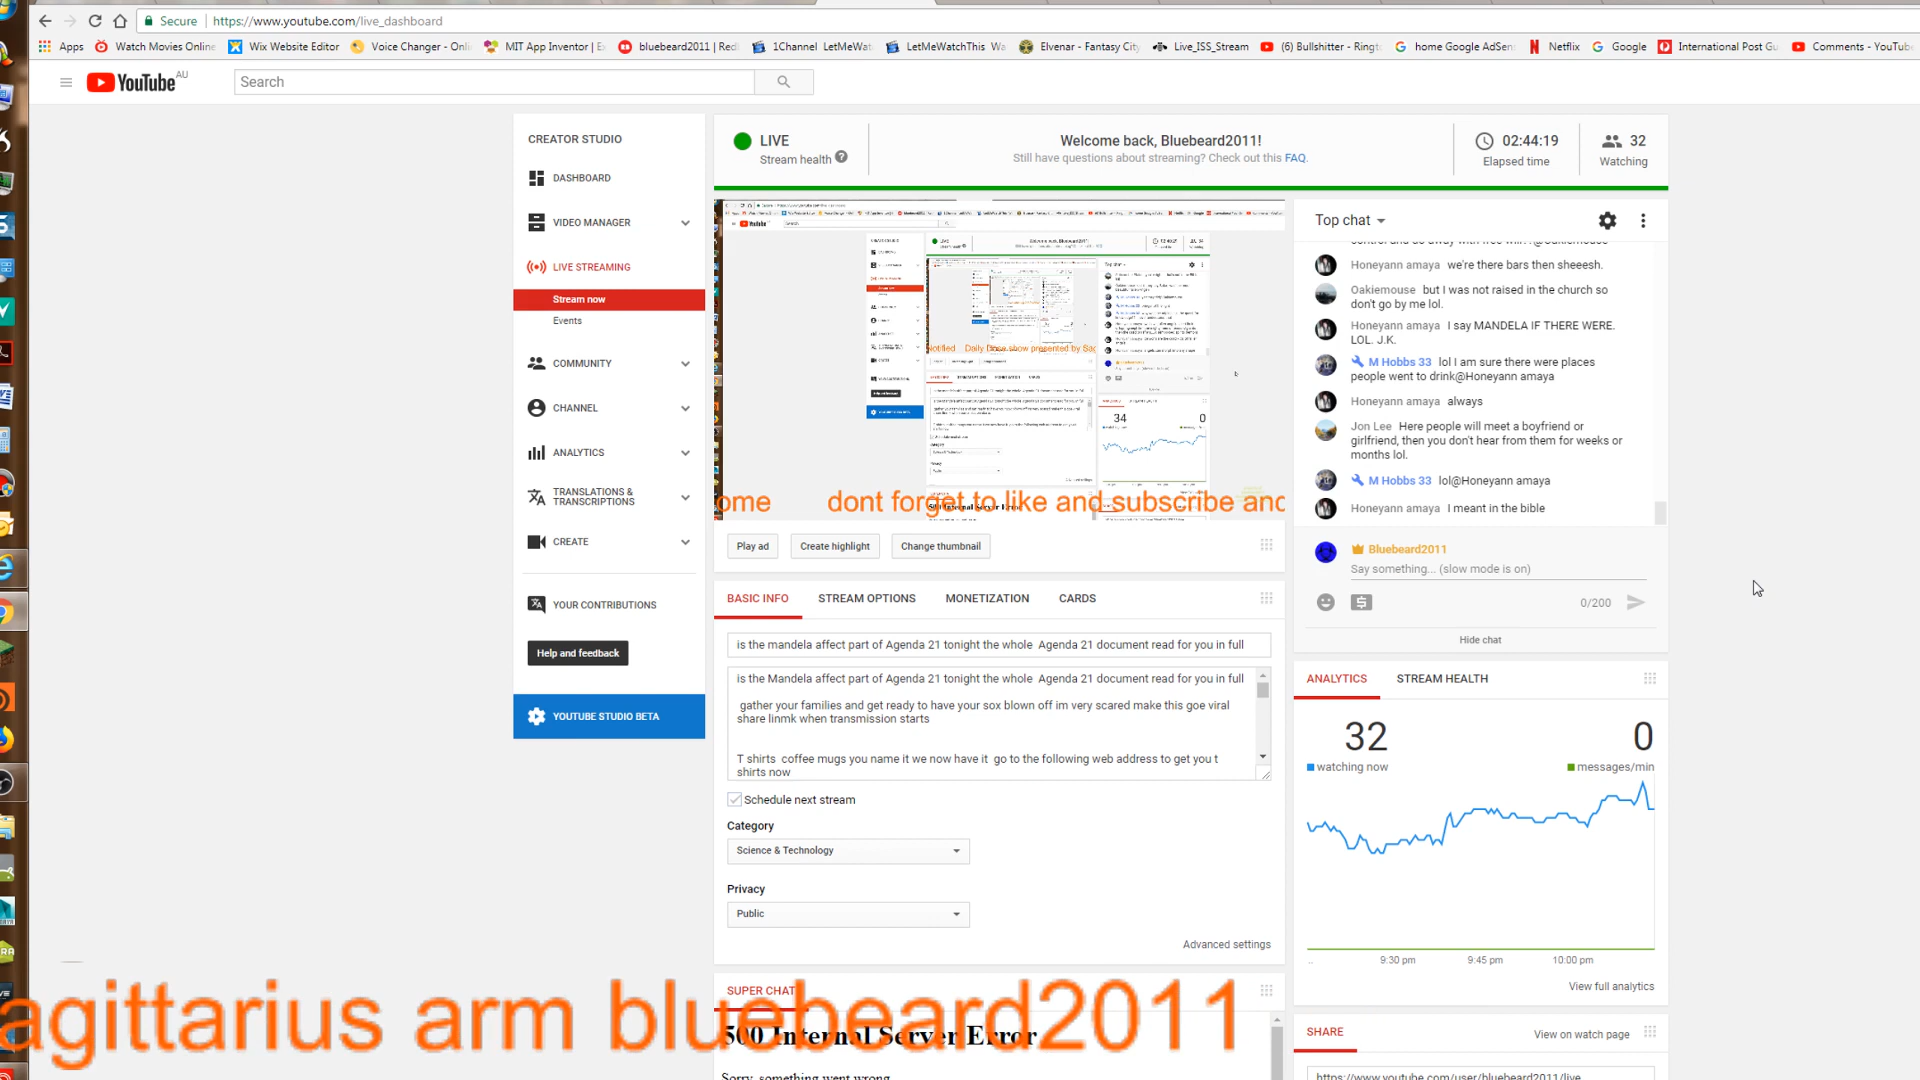 Secure https://www.youtube.com/live_dashboard
Apps Watch Movies Online Wix Website Editor Voice Changer - Onli MIT App Inventor | E bluebeard2011 | Red 1Channel LetMeWat LetMeWatchThis Wa Elvenar - Fantasy City Live_ISS_Stream (6) Bullshitter - Ringto home Google AdSens Netflix Google International Post Gu Comments - YouTube
YouTube AU Search
CREATOR STUDIO
DASHBOARD
VIDEO MANAGER
LIVE STREAMING
Stream now
Events
COMMUNITY
CHANNEL
ANALYTICS
TRANSLATIONS &
TRANSCRIPTIONS
CREATE
YOUR CONTRIBUTIONS
Help and feedback
YOUTUBE STUDIO BETA
LIVE
Stream health
Welcome back, Bluebeard2011!
Still have questions about streaming? Check out this FAQ.
02:44:19
Elapsed time
32
Watching
34 0
ome dont forget to like and subscribe and
Play ad Create highlight Change thumbnail
BASIC INFO STREAM OPTIONS MONETIZATION CARDS
is the mandela affect part of Agenda 21 tonight the whole Agenda 21 document read for you in full
is the Mandela affect part of Agenda 21 tonight the whole Agenda 21 document read for you in full
gather your families and get ready to have your sox blown off im very scared make this goe viral
share linmk when transmission starts
T shirts coffee mugs you name it we now have it go to the following web address to get you t
shirts now
Schedule next stream
Category
Science & Technology
Privacy
Public
Advanced settings
SUPER CHAT
500 Internal Server Error
Sorry, something went wrong
Top chat
Honeyann amaya we're there bars then sheeesh.
Oakiemouse but I was not raised in the church so
don't go by me lol.
Honeyann amaya I say MANDELA IF THERE WERE.
LOL. J.K.
M Hobbs 33 lol I am sure there were places
people went to drink@Honeyann amaya
Honeyann amaya always
Jon Lee Here people will meet a boyfriend or
girlfriend, then you don't hear from them for weeks or
months lol.
M Hobbs 33 lol@Honeyann amaya
Honeyann amaya I meant in the bible
Bluebeard2011
Say something... (slow mode is on)
0/200
Hide chat
ANALYTICS STREAM HEALTH
32 0
watching now messages/min
9:30 pm 9:45 pm 10:00 pm
View full analytics
SHARE View on watch page
https://www.youtube.com/user/bluebeard2011/live
agittarius arm bluebeard2011